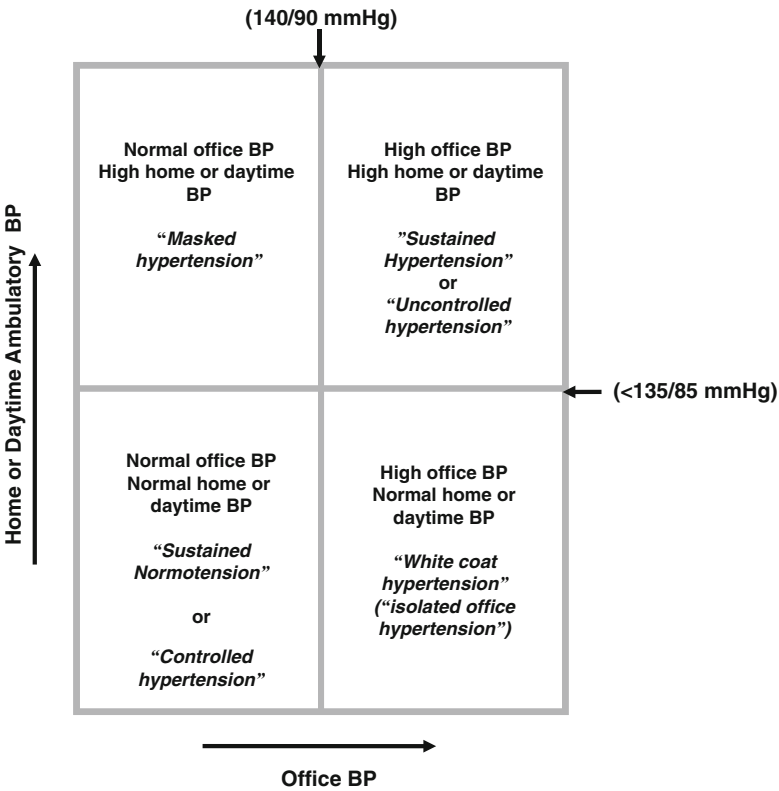 (140/90 mmHg)
Normal office BP
High home or daytime
BP
“Masked
hypertension”
High office BP
High home or daytime
BP
”Sustained
Hypertension”
or
“Uncontrolled
hypertension”
Home or Daytime Ambulatory BP
(<135/85 mmHg)
Normal office BP
Normal home or
daytime BP
“Sustained
Normotension”
or
“Controlled
hypertension”
High office BP
Normal home or
daytime BP
“White coat
hypertension”
(“isolated office
hypertension”)
Office BP